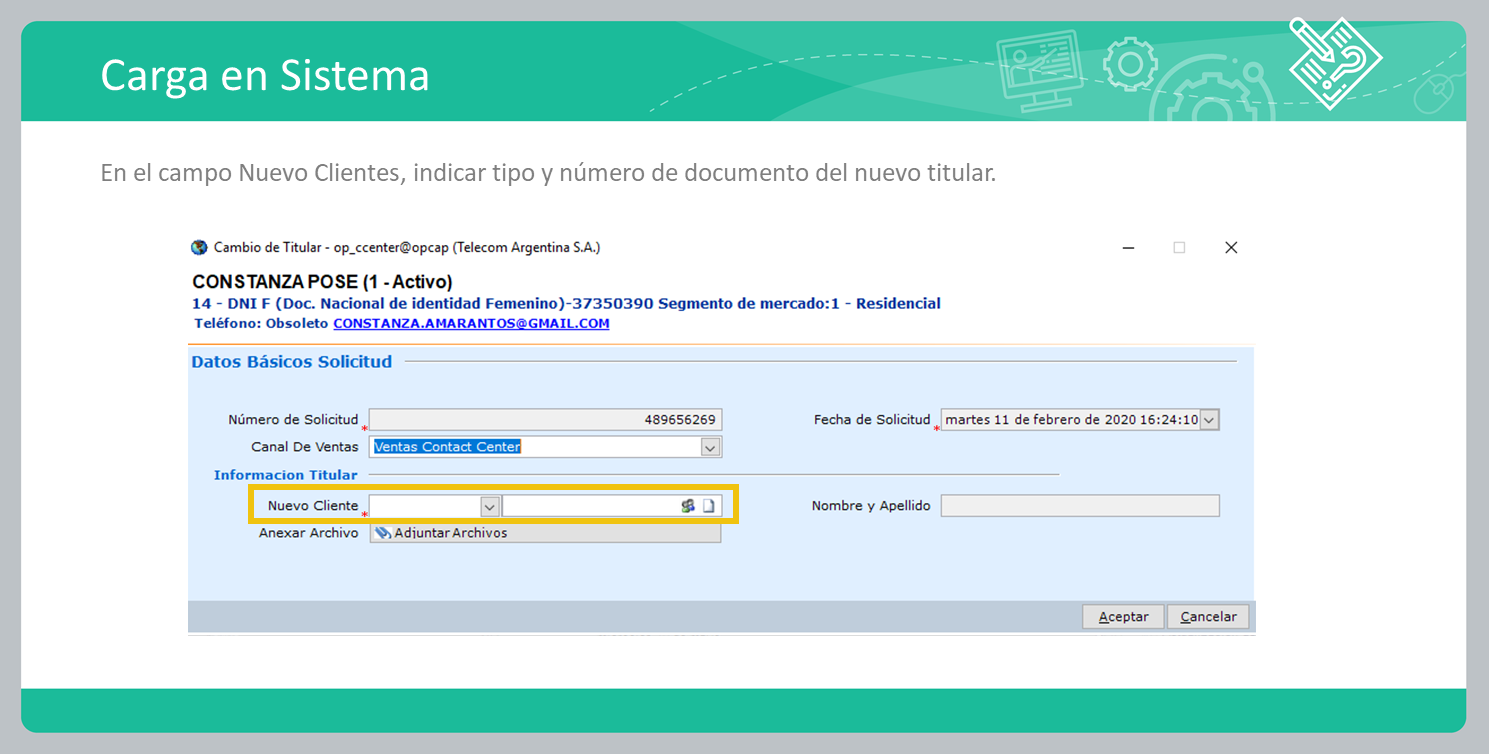 Carga en Sistema
En el campo Nuevo Clientes, indicar tipo y número de documento del nuevo titular.
Cambio de Titular - op_ccenter@opcap (Telecom Argentina S.A.)
CONSTANZA POSE (1 - Activo)
14 - DNI F (Doc. Nacional de identidad Femenino)-37350390 Segmento de mercado:1 - Residencial
Teléfono: Obsoleto CONSTANZA.AMARANTOS@GMAIL.COM
Datos Básicos Solicitud
Número de Solicitud * 489656269 Fecha de Solicitud * martes 11 de febrero de 2020 16:24:10
Canal De Ventas Ventas Contact Center
Informacion Titular
Nuevo Cliente * Nombre y Apellido
Anexar Archivo Adjuntar Archivos
Aceptar Cancelar